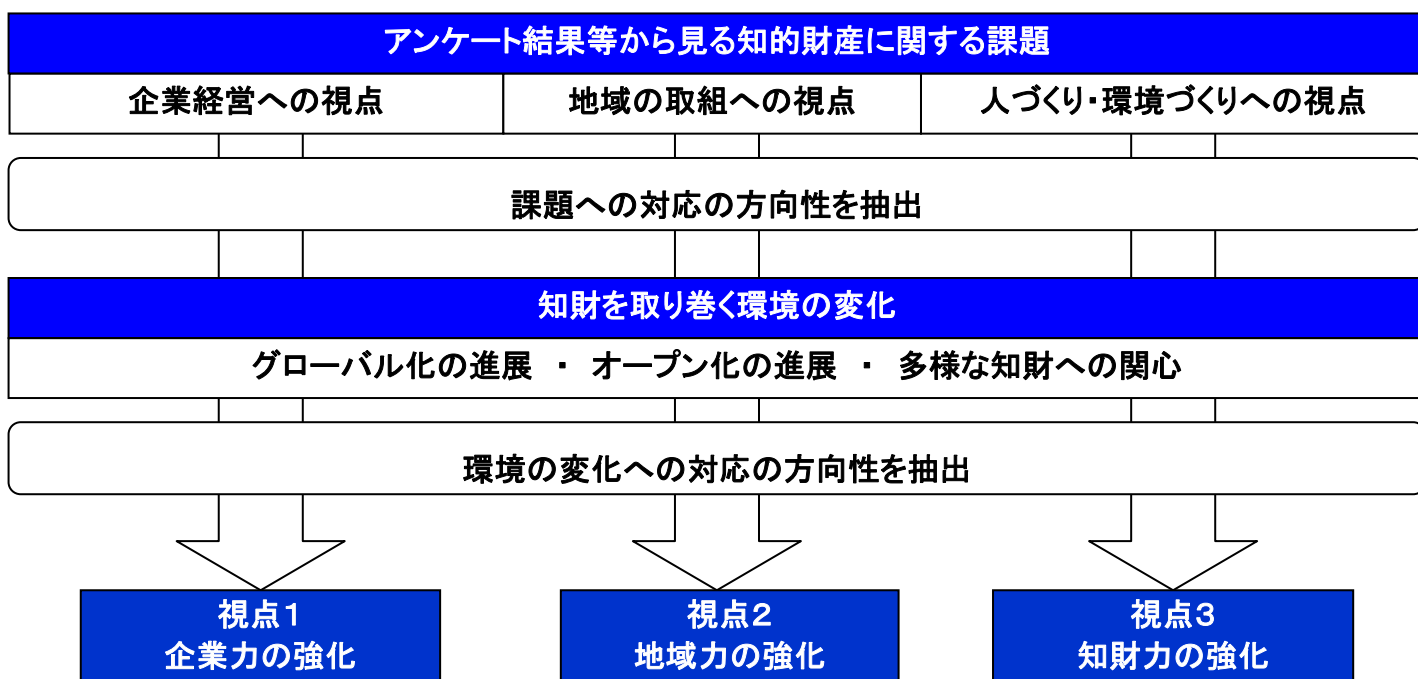 アンケート結果等から見る知的財産に関する課題
企業経営への視点
地域の取組への視点
人づくり・環境づくりへの視点
課題への対応の方向性を抽出
知財を取り巻く環境の変化
グローバル化の進展　・　オープン化の進展　・　多様な知財への関心
環境の変化への対応の方向性を抽出
視点１
企業力の強化
視点２
地域力の強化
視点３
知財力の強化